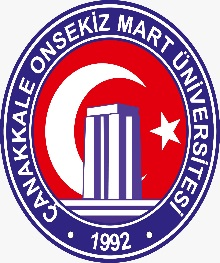 ÇANAKKALE ONSEKİZ MART ÜNİVERSİTESİ
• 1992 •